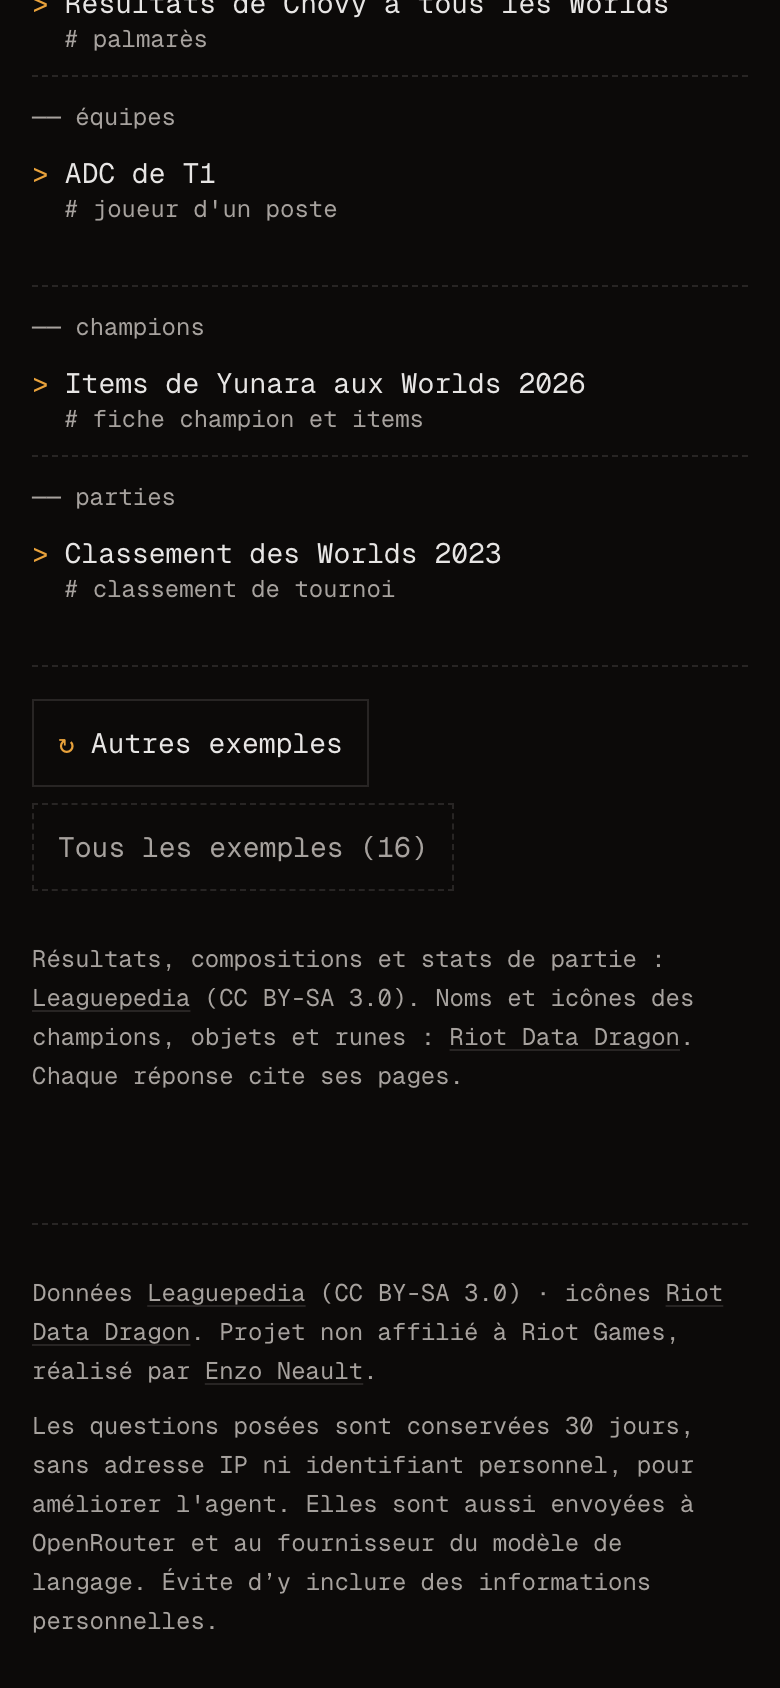 > Résultats de Chovy à tous les Worlds
# palmarès
── équipes
> ADC de T1
# joueur d'un poste
── champions
> Items de Yunara aux Worlds 2026
# fiche champion et items
── parties
> Classement des Worlds 2023
# classement de tournoi
↻ Autres exemples
Tous les exemples (16)
Résultats, compositions et stats de partie :
Leaguepedia (CC BY-SA 3.0). Noms et icônes des
champions, objets et runes : Riot Data Dragon.
Chaque réponse cite ses pages.
Données Leaguepedia (CC BY-SA 3.0) · icônes Riot
Data Dragon. Projet non affilié à Riot Games,
réalisé par Enzo Neault.
Les questions posées sont conservées 30 jours,
sans adresse IP ni identifiant personnel, pour
améliorer l'agent. Elles sont aussi envoyées à
OpenRouter et au fournisseur du modèle de
langage. Évite d’y inclure des informations
personnelles.